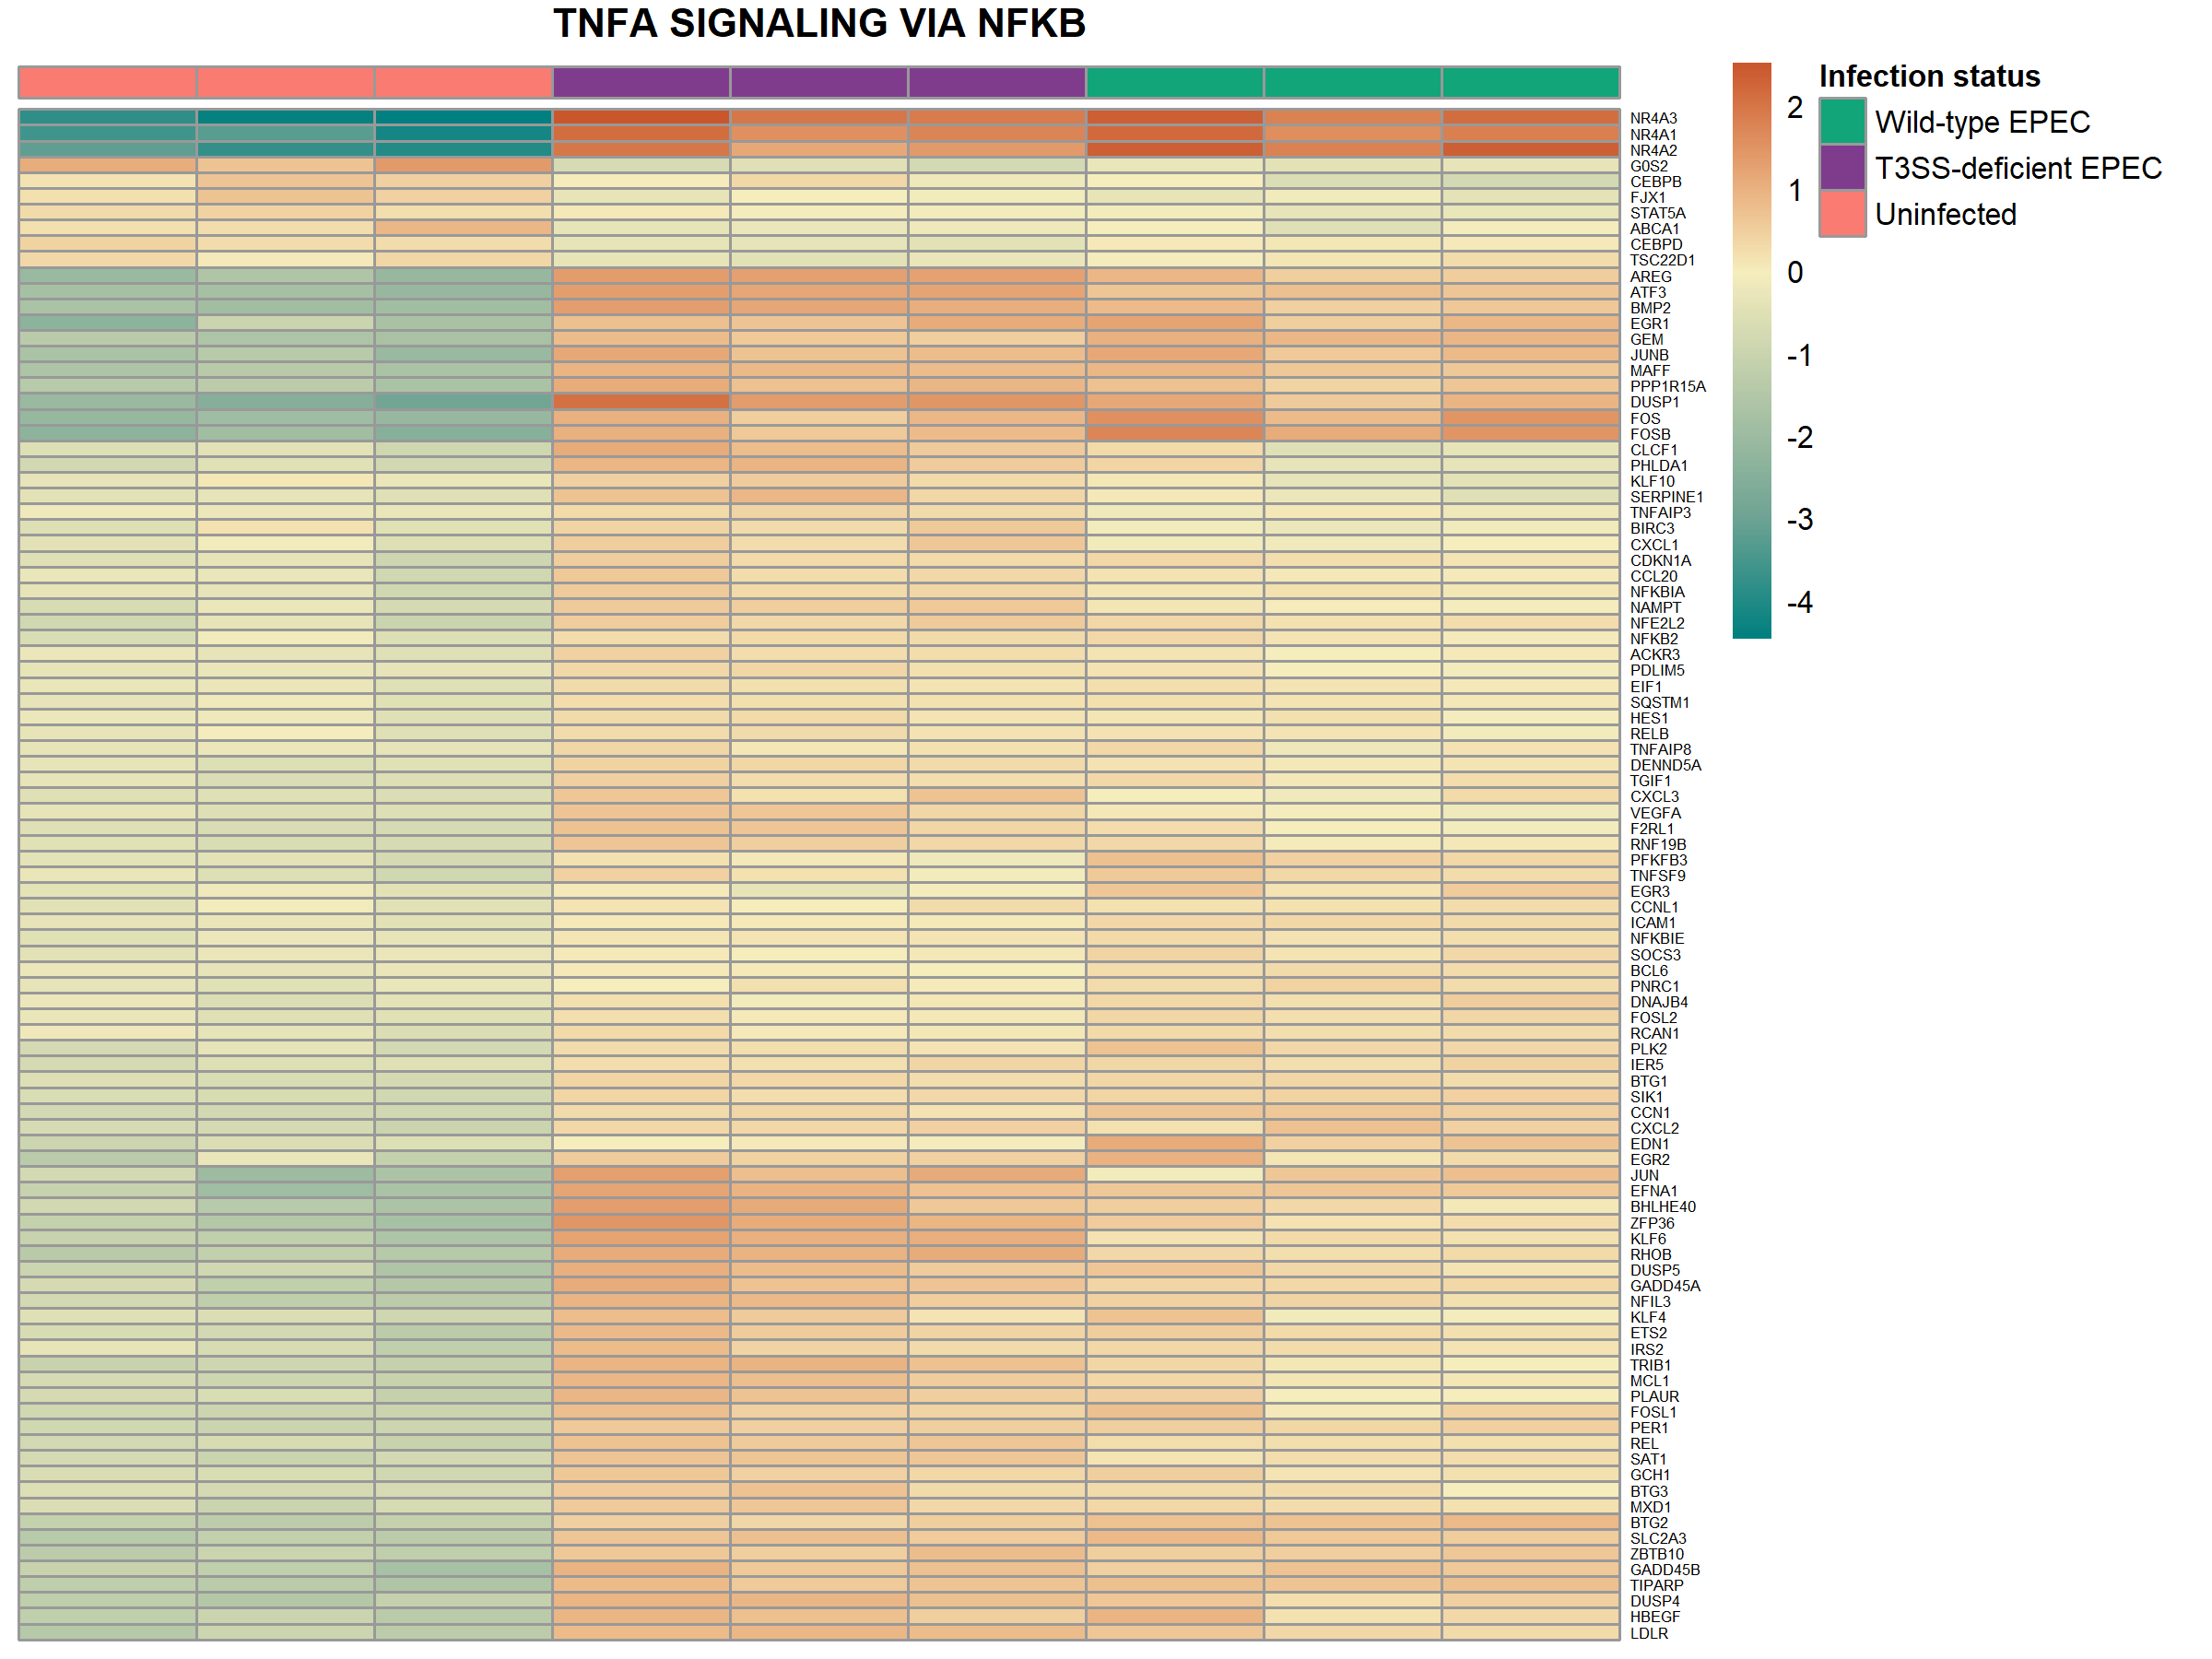 TNFA SIGNALING VIA NFKB
NR4A3
NR4A1
NR4A2
G0S2
CEBPB
FJX1
STAT5A
ABCA1
CEBPD
TSC22D1
AREG
ATF3
BMP2
EGR1
GEM
JUNB
MAFF
PPP1R15A
DUSP1
FOS
FOSB
CLCF1
PHLDA1
KLF10
SERPINE1
TNFAIP3
BIRC3
CXCL1
CDKN1A
CCL20
NFKBIA
NAMPT
NFE2L2
NFKB2
ACKR3
PDLIM5
EIF1
SQSTM1
HES1
RELB
TNFAIP8
DENND5A
TGIF1
CXCL3
VEGFA
F2RL1
RNF19B
PFKFB3
TNFSF9
EGR3
CCNL1
ICAM1
NFKBIE
SOCS3
BCL6
PNRC1
DNAJB4
FOSL2
RCAN1
PLK2
IER5
BTG1
SIK1
CCN1
CXCL2
EDN1
EGR2
JUN
EFNA1
BHLHE40
ZFP36
KLF6
RHOB
DUSP5
GADD45A
NFIL3
KLF4
ETS2
IRS2
TRIB1
MCL1
PLAUR
FOSL1
PER1
REL
SAT1
GCH1
BTG3
MXD1
BTG2
SLC2A3
ZBTB10
GADD45B
TIPARP
DUSP4
HBEGF
LDLR
2
1
0
-1
-2
-3
-4
Infection status
Wild-type EPEC
T3SS-deficient EPEC
Uninfected